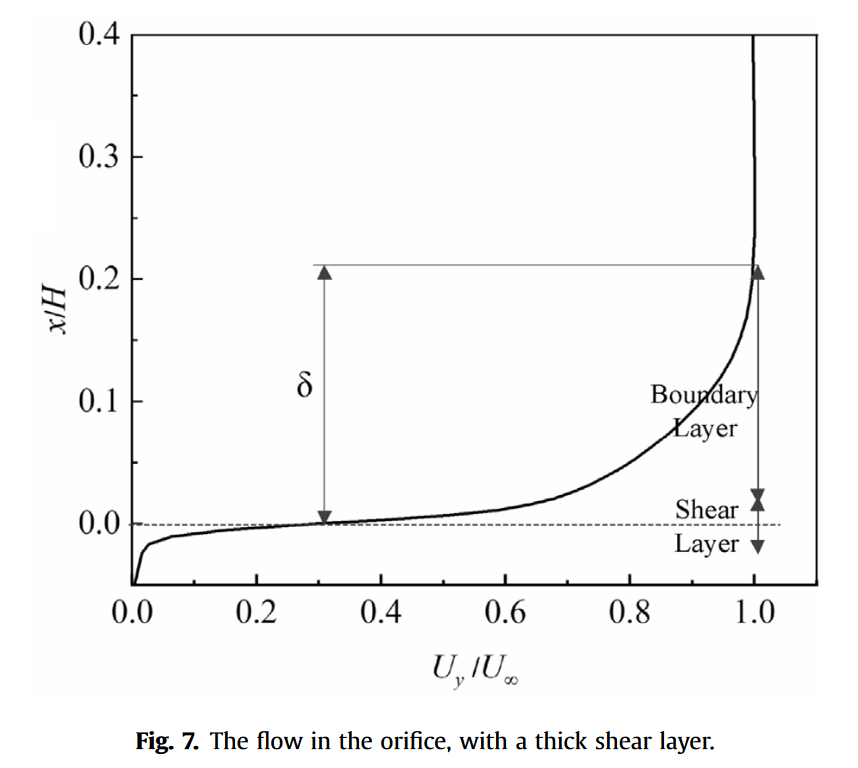 0.4
0.3
0.2
0.1
0.0
x/H
δ
Boundary
Layer
Shear
Layer
0.0 0.2 0.4 0.6 0.8 1.0
U_y /U_∞
Fig. 7. The flow in the orifice, with a thick shear layer.